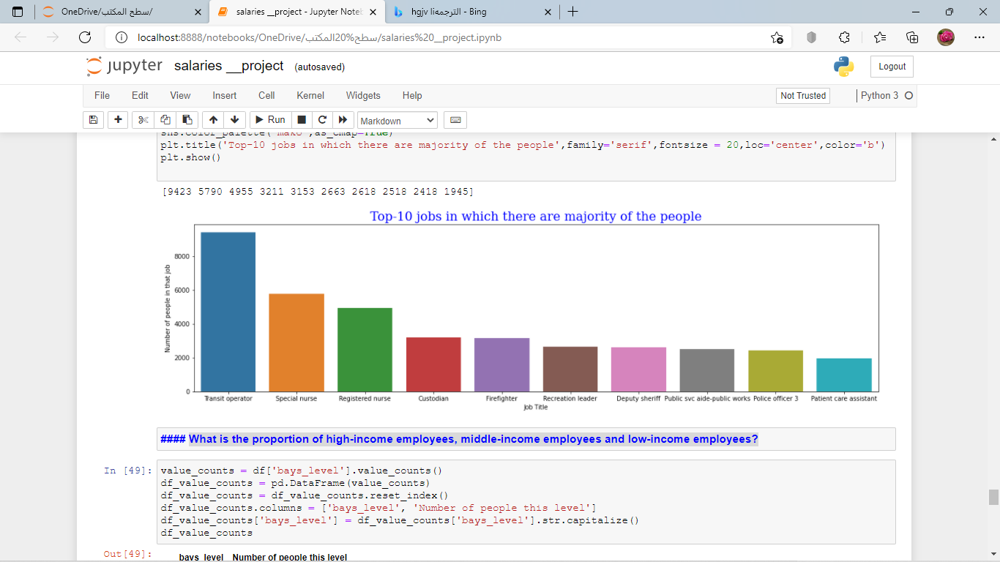 OneDrive/سطح المكتب/
salaries __project - Jupyter Noteb
hgjv الترجمةli - Bing
localhost:8888/notebooks/OneDrive/سطح%20المكتب/salaries%20__project.ipynb
jupyter salaries __project (autosaved)
Logout
File Edit View Insert Cell Kernel Widgets Help
Not Trusted
Python 3
Run
Markdown
sns.color_palette("mako",as_cmap=True)
plt.title('Top-10 jobs in which there are majority of the people',family='serif',fontsize = 20,loc='center',color='b')
plt.show()
[9423 5790 4955 3211 3153 2663 2618 2518 2418 1945]
Top-10 jobs in which there are majority of the people
Number of people in that job
8000
6000
4000
2000
0
Transit operator Special nurse Registered nurse Custodian Firefighter Recreation leader Deputy sheriff Public svc aide-public works Police officer 3 Patient care assistant
Job Title
#### What is the proportion of high-income employees, middle-income employees and low-income employees?
In [49]:
value_counts = df['bays_level'].value_counts()
df_value_counts = pd.DataFrame(value_counts)
df_value_counts = df_value_counts.reset_index()
df_value_counts.columns = ['bays_level', 'Number of people this level']
df_value_counts['bays_level'] = df_value_counts['bays_level'].str.capitalize()
df_value_counts
Out[49]:
bays_level Number of people this level